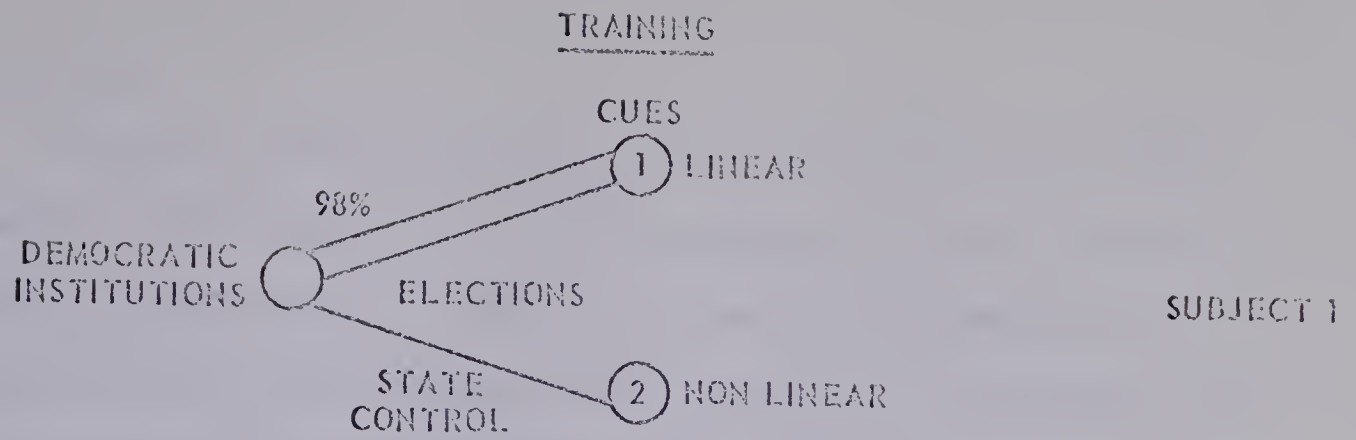 TRAINING
CUES
1 LINEAR
98%
DEMOCRATIC
INSTITUTIONS
ELECTIONS
SUBJECT 1
STATE
CONTROL
2 NON LINEAR